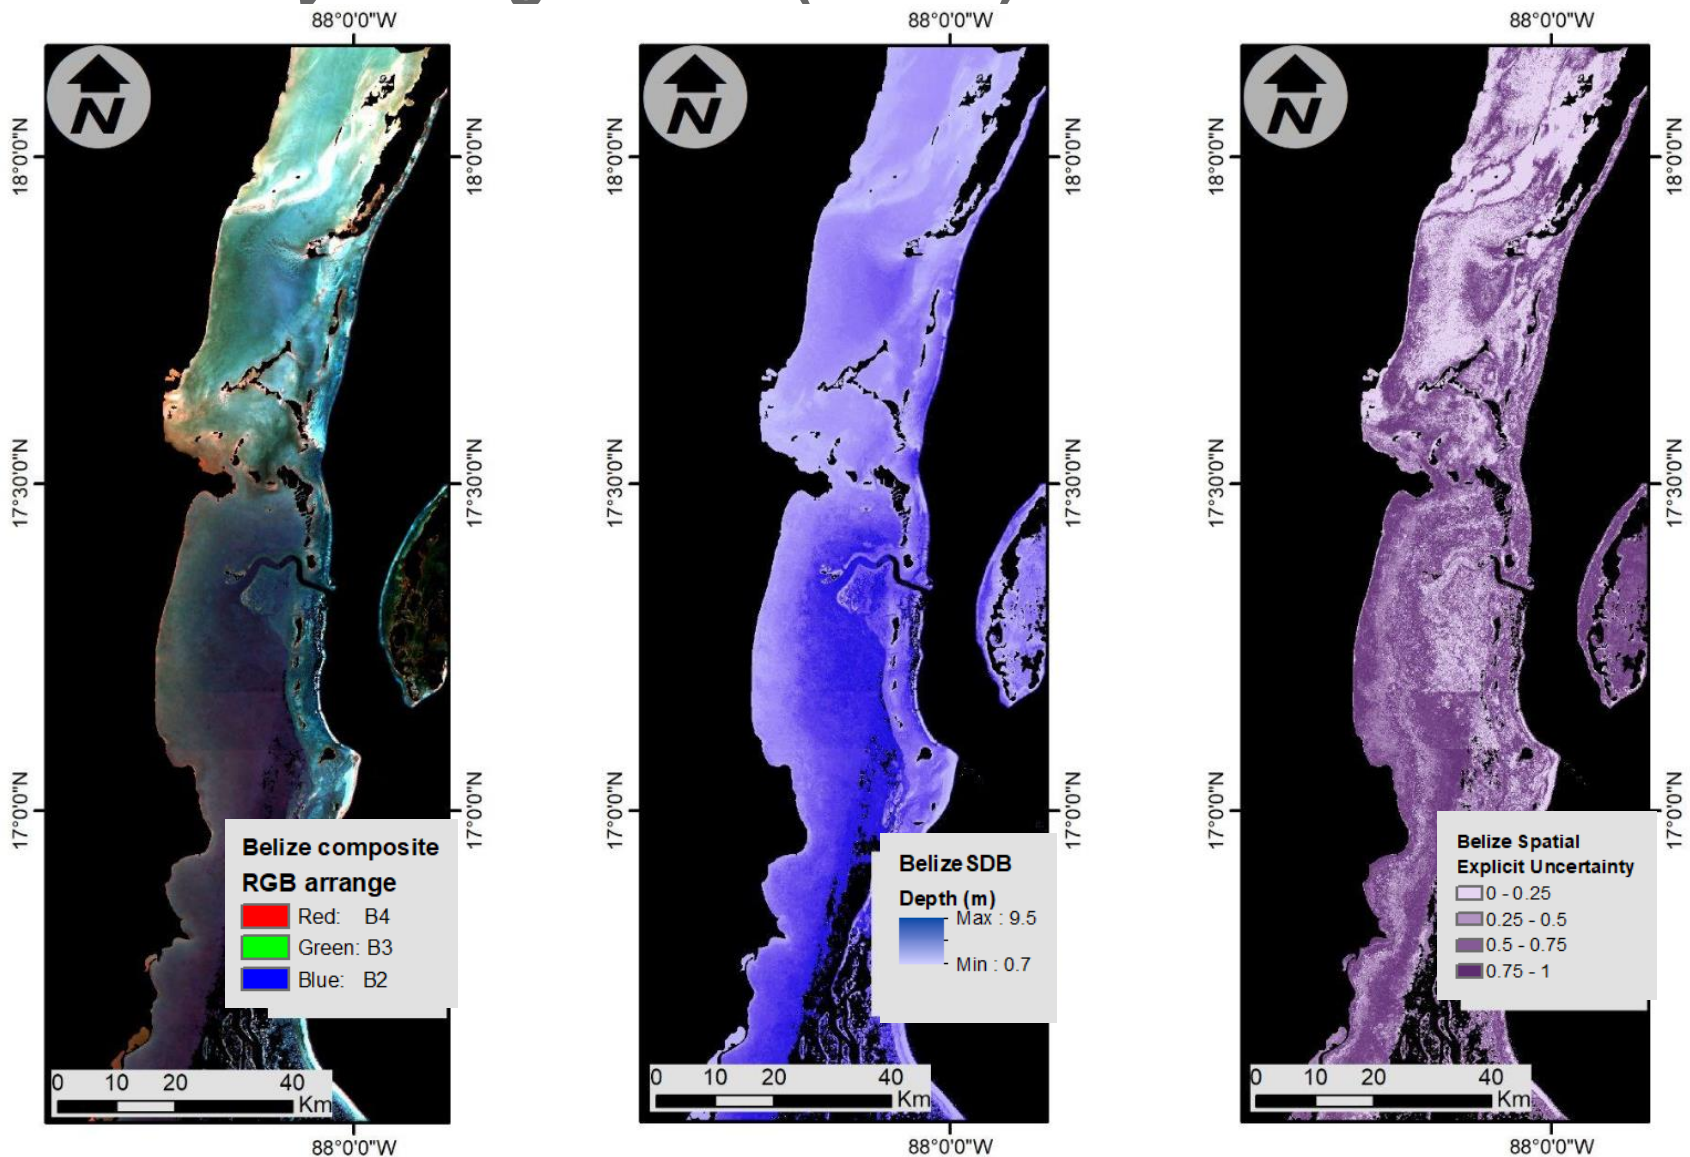 88°0'0"W
88°0'0"W
88°0'0"W
N
N
N
18°0'0"N
18°0'0"N
18°0'0"N
18°0'0"N
18°0'0"N
18°0'0"N
17°30'0"N
17°30'0"N
17°30'0"N
17°30'0"N
17°30'0"N
17°30'0"N
17°0'0"N
17°0'0"N
17°0'0"N
17°0'0"N
17°0'0"N
17°0'0"N
Belize composite
RGB arrange
Red: B4
Green: B3
Blue: B2
0 10 20 40
Km
88°0'0"W
Belize SDB
Depth (m)
Max : 9.5
Min : 0.7
0 10 20 40
Km
88°0'0"W
Belize Spatial
Explicit Uncertainty
0 - 0.25
0.25 - 0.5
0.5 - 0.75
0.75 - 1
0 10 20 40
Km
88°0'0"W